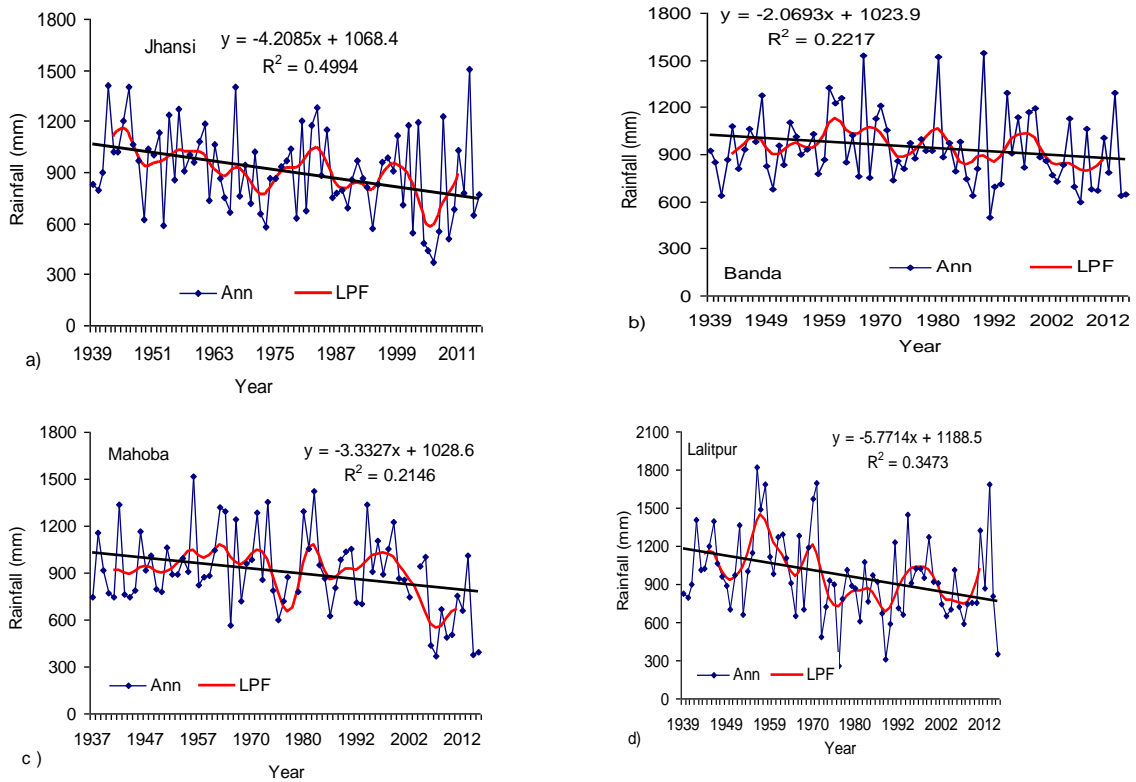 1800
1500
1200
900
600
300
0
Rainfall (mm)
Jhansi
y = -4.2085x + 1068.4
R² = 0.4994
Ann
LPF
1939
1951
1963
1975
1987
1999
2011
a)
Year
1800
1500
1200
900
600
300
0
Rainfall (mm)
y = -2.0693x + 1023.9
R² = 0.2217
Ann
LPF
Banda
1939
1949
1959
1970
1980
1992
2002
2012
b)
Year
1800
1500
1200
900
600
300
0
Rainfall (mm)
Mahoba
y = -3.3327x + 1028.6
R² = 0.2146
Ann
LPF
1937
1947
1957
1967
1980
1992
2002
2012
c )
Year
2100
1800
1500
1200
900
600
300
0
Rainfall (mm)
Lalitpur
y = -5.7714x + 1188.5
R² = 0.3473
Ann
LPF
1939
1949
1959
1970
1980
1992
2002
2012
d)
Year